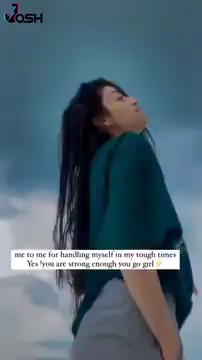 JOSH
me to me for handling myself in my tough times
Yes !you are strong enough you go girl⚡